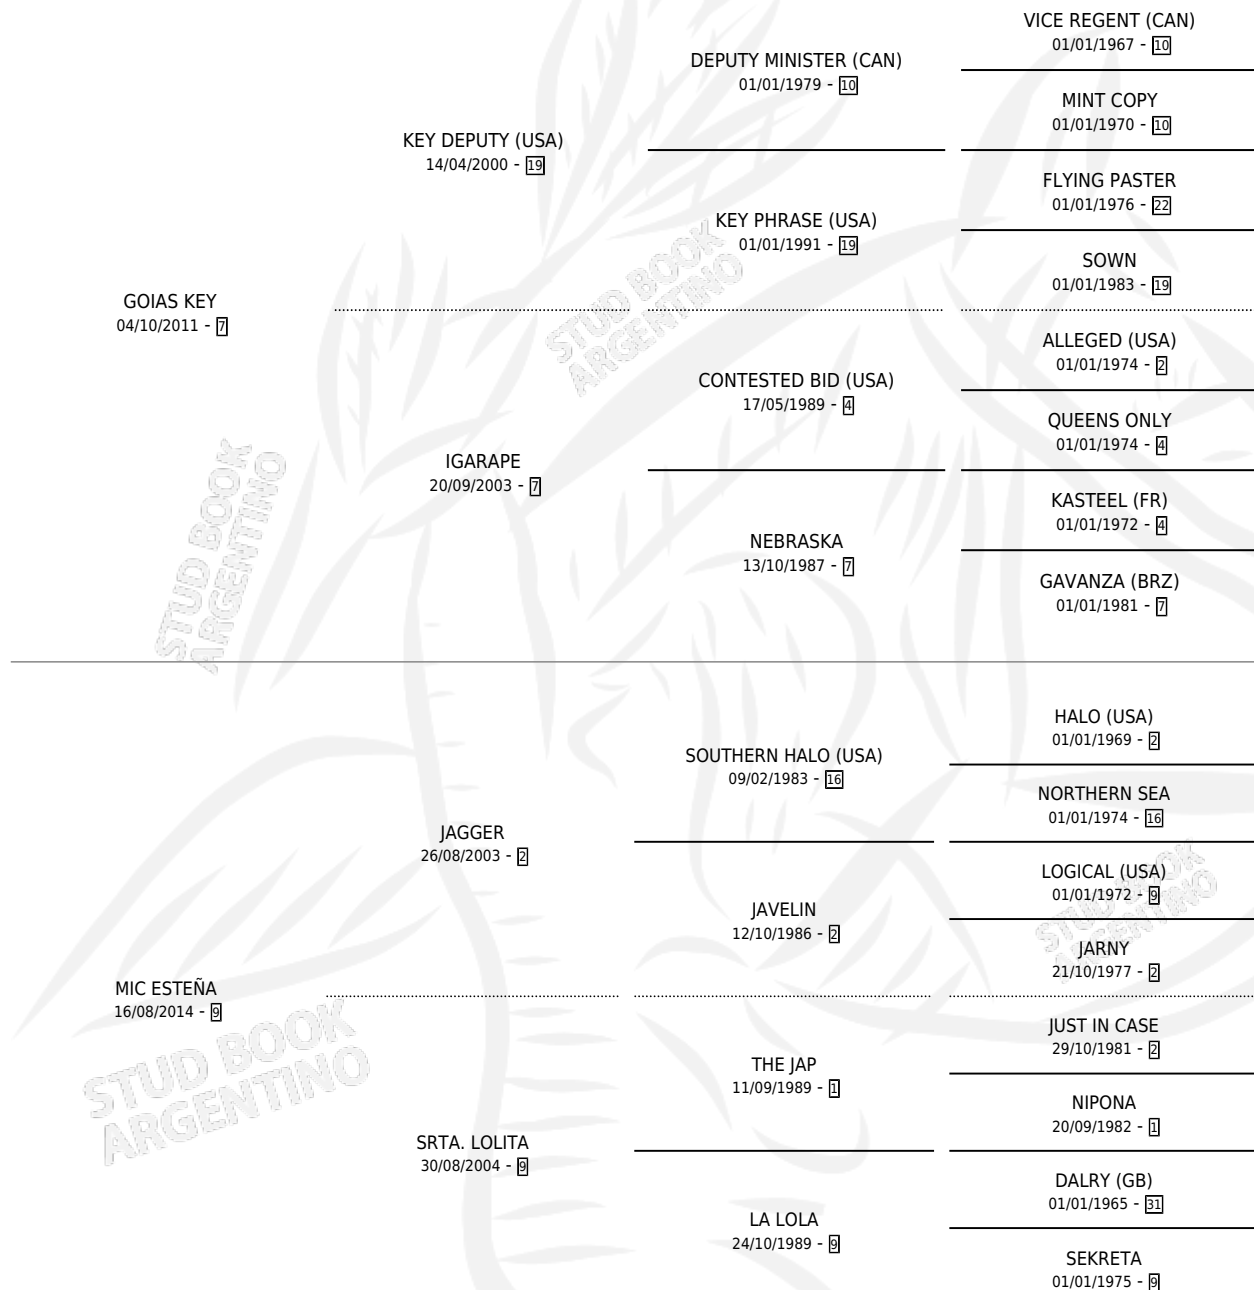 VICE REGENT (CAN)
01/01/1967 - 10
DEPUTY MINISTER (CAN)
01/01/1979 - 10
MINT COPY
01/01/1970 - 10
KEY DEPUTY (USA)
14/04/2000 - 19
FLYING PASTER
01/01/1976 - 22
KEY PHRASE (USA)
01/01/1991 - 19
SOWN
01/01/1983 - 19
GOIAS KEY
04/10/2011 - 7
ALLEGED (USA)
01/01/1974 - 2
CONTESTED BID (USA)
17/05/1989 - 4
QUEENS ONLY
01/01/1974 - 4
IGARAPE
20/09/2003 - 7
KASTEEL (FR)
01/01/1972 - 4
NEBRASKA
13/10/1987 - 7
GAVANZA (BRZ)
01/01/1981 - 7
HALO (USA)
01/01/1969 - 2
SOUTHERN HALO (USA)
09/02/1983 - 16
NORTHERN SEA
01/01/1974 - 16
JAGGER
26/08/2003 - 2
LOGICAL (USA)
01/01/1972 - 9
JAVELIN
12/10/1986 - 2
JARNY
21/10/1977 - 2
MIC ESTEÑA
16/08/2014 - 9
JUST IN CASE
29/10/1981 - 2
THE JAP
11/09/1989 - 1
NIPONA
20/09/1982 - 1
SRTA. LOLITA
30/08/2004 - 9
DALRY (GB)
01/01/1965 - 31
LA LOLA
24/10/1989 - 9
SEKRETA
01/01/1975 - 9
STUD BOOK
ARGENTINO
STUD BOOK
ARGENTINO
STUD BOOK
ARGENTINO
STUD BOOK
ARGENTINO